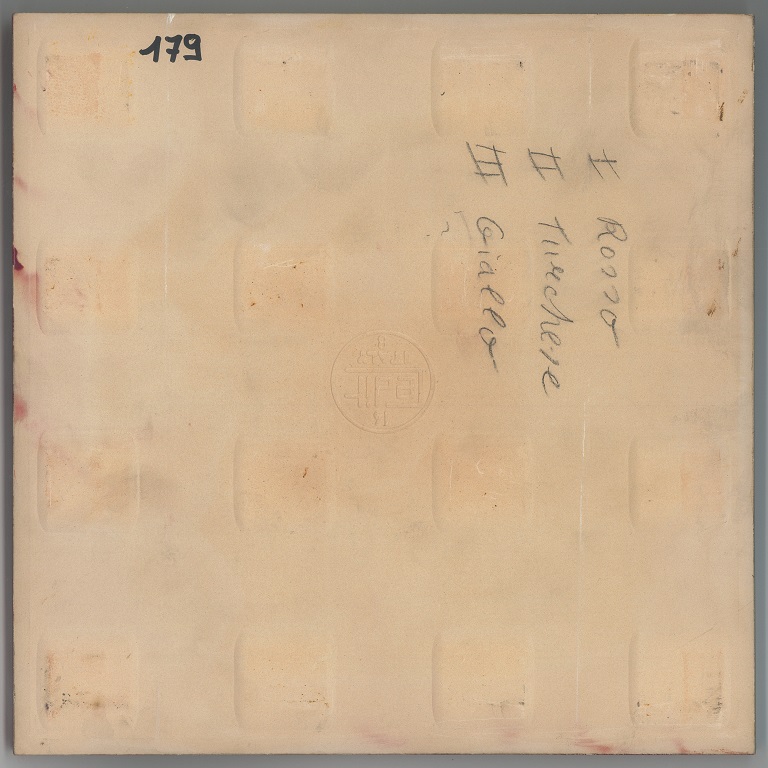 179
I Rosso
II Turchese
III Giallo